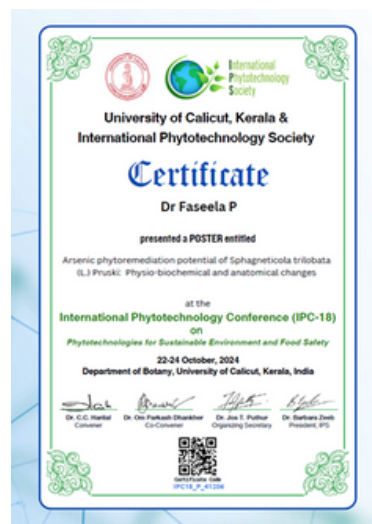 International
Phytotechnology
Society
University of Calicut, Kerala &
International Phytotechnology Society
Certificate
Dr Faseela P
presented a POSTER entitled
Arsenic phytoremediation potential of Sphagneticola trilobata
(L.) Pruski: Physio-biochemical and anatomical changes
at the
International Phytotechnology Conference (IPC-18)
on
Phytotechnologies for Sustainable Environment and Food Safety
22-24 October, 2024
Department of Botany, University of Calicut, Kerala, India
Dr. C.C. Harilal Dr. Om Parkash Dhankher Dr. Jos T. Puthur Dr. Barbara Zeeb
Convener Co-Convener Organizing Secretary President, IPS
Certificate Code